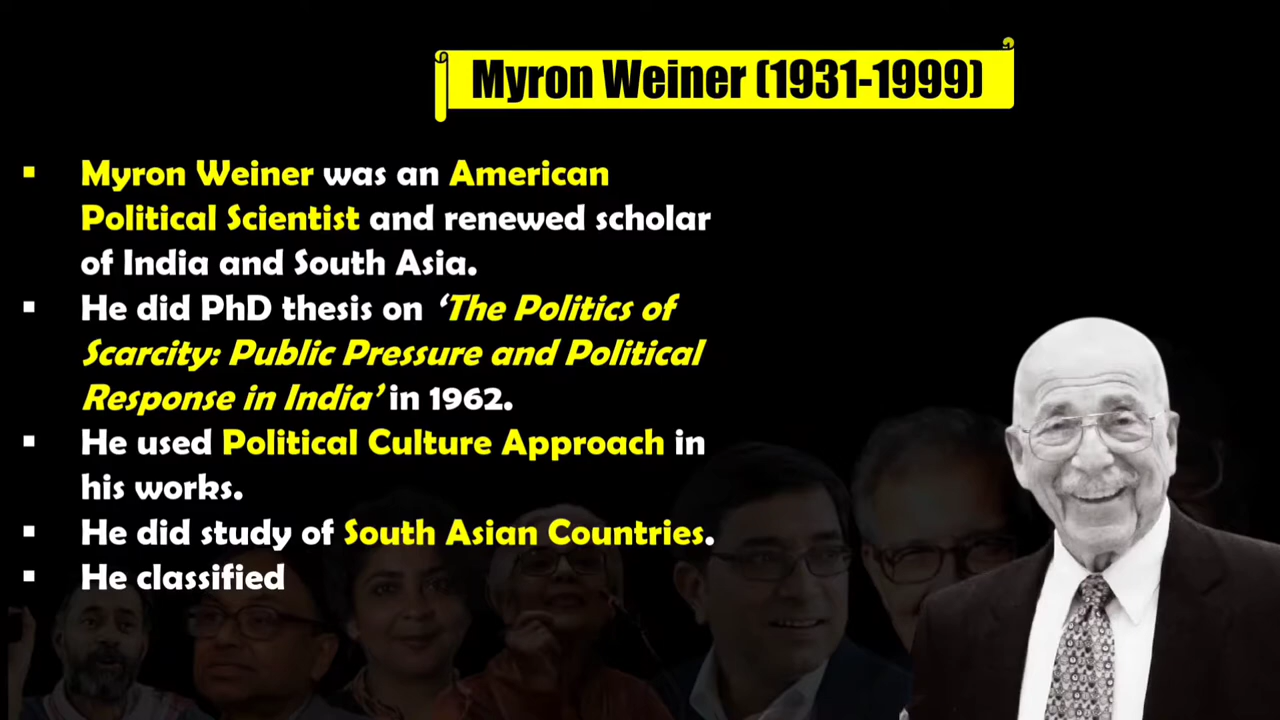 Myron Weiner (1931-1999)
▪ Myron Weiner was an American
Political Scientist and renewed scholar
of India and South Asia.
▪ He did PhD thesis on ‘The Politics of
Scarcity: Public Pressure and Political
Response in India’ in 1962.
▪ He used Political Culture Approach in
his works.
▪ He did study of South Asian Countries.
▪ He classified